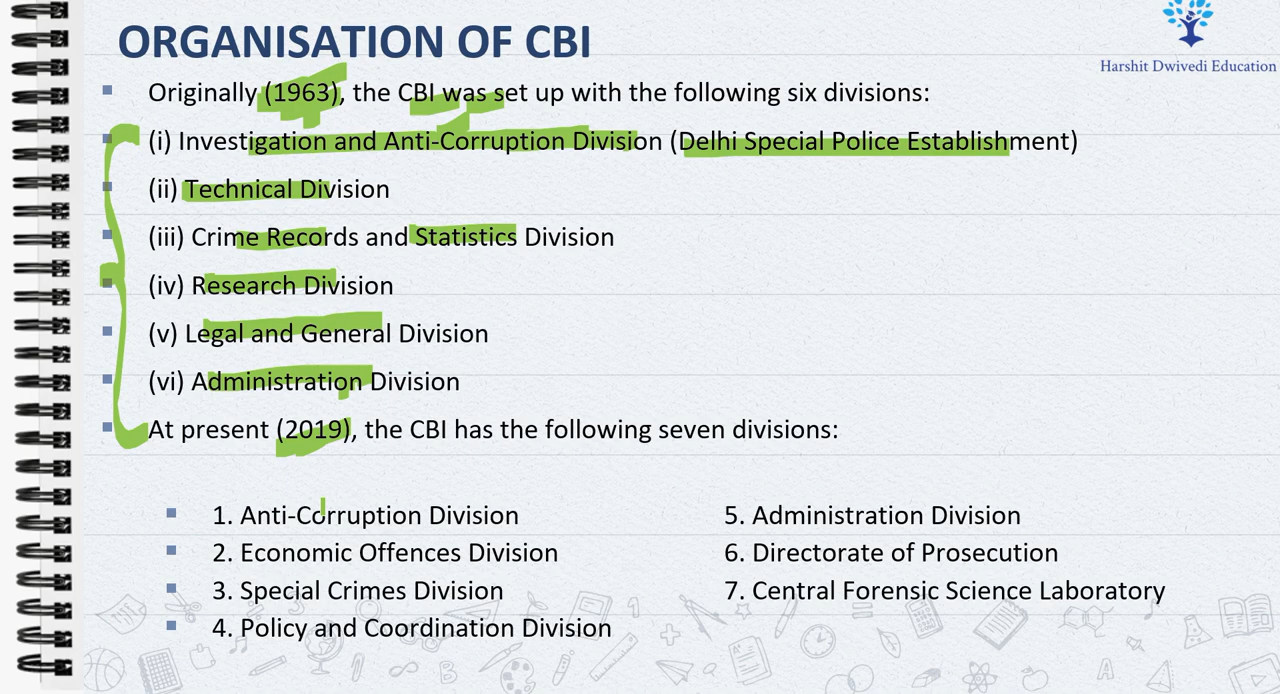 ORGANISATION OF CBI
Harshit Dwivedi Education
Originally (1963), the CBI was set up with the following six divisions:
(i) Investigation and Anti-Corruption Division (Delhi Special Police Establishment)
(ii) Technical Division
(iii) Crime Records and Statistics Division
(iv) Research Division
(v) Legal and General Division
(vi) Administration Division
At present (2019), the CBI has the following seven divisions:
1. Anti-Corruption Division
2. Economic Offences Division
3. Special Crimes Division
4. Policy and Coordination Division
5. Administration Division
6. Directorate of Prosecution
7. Central Forensic Science Laboratory